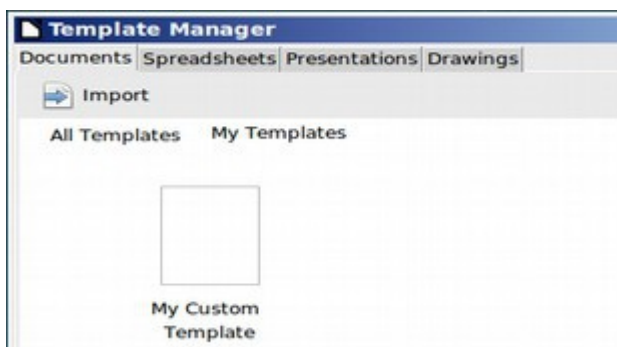 Template Manager
Documents Spreadsheets Presentations Drawings
Import
All Templates My Templates
My Custom
Template